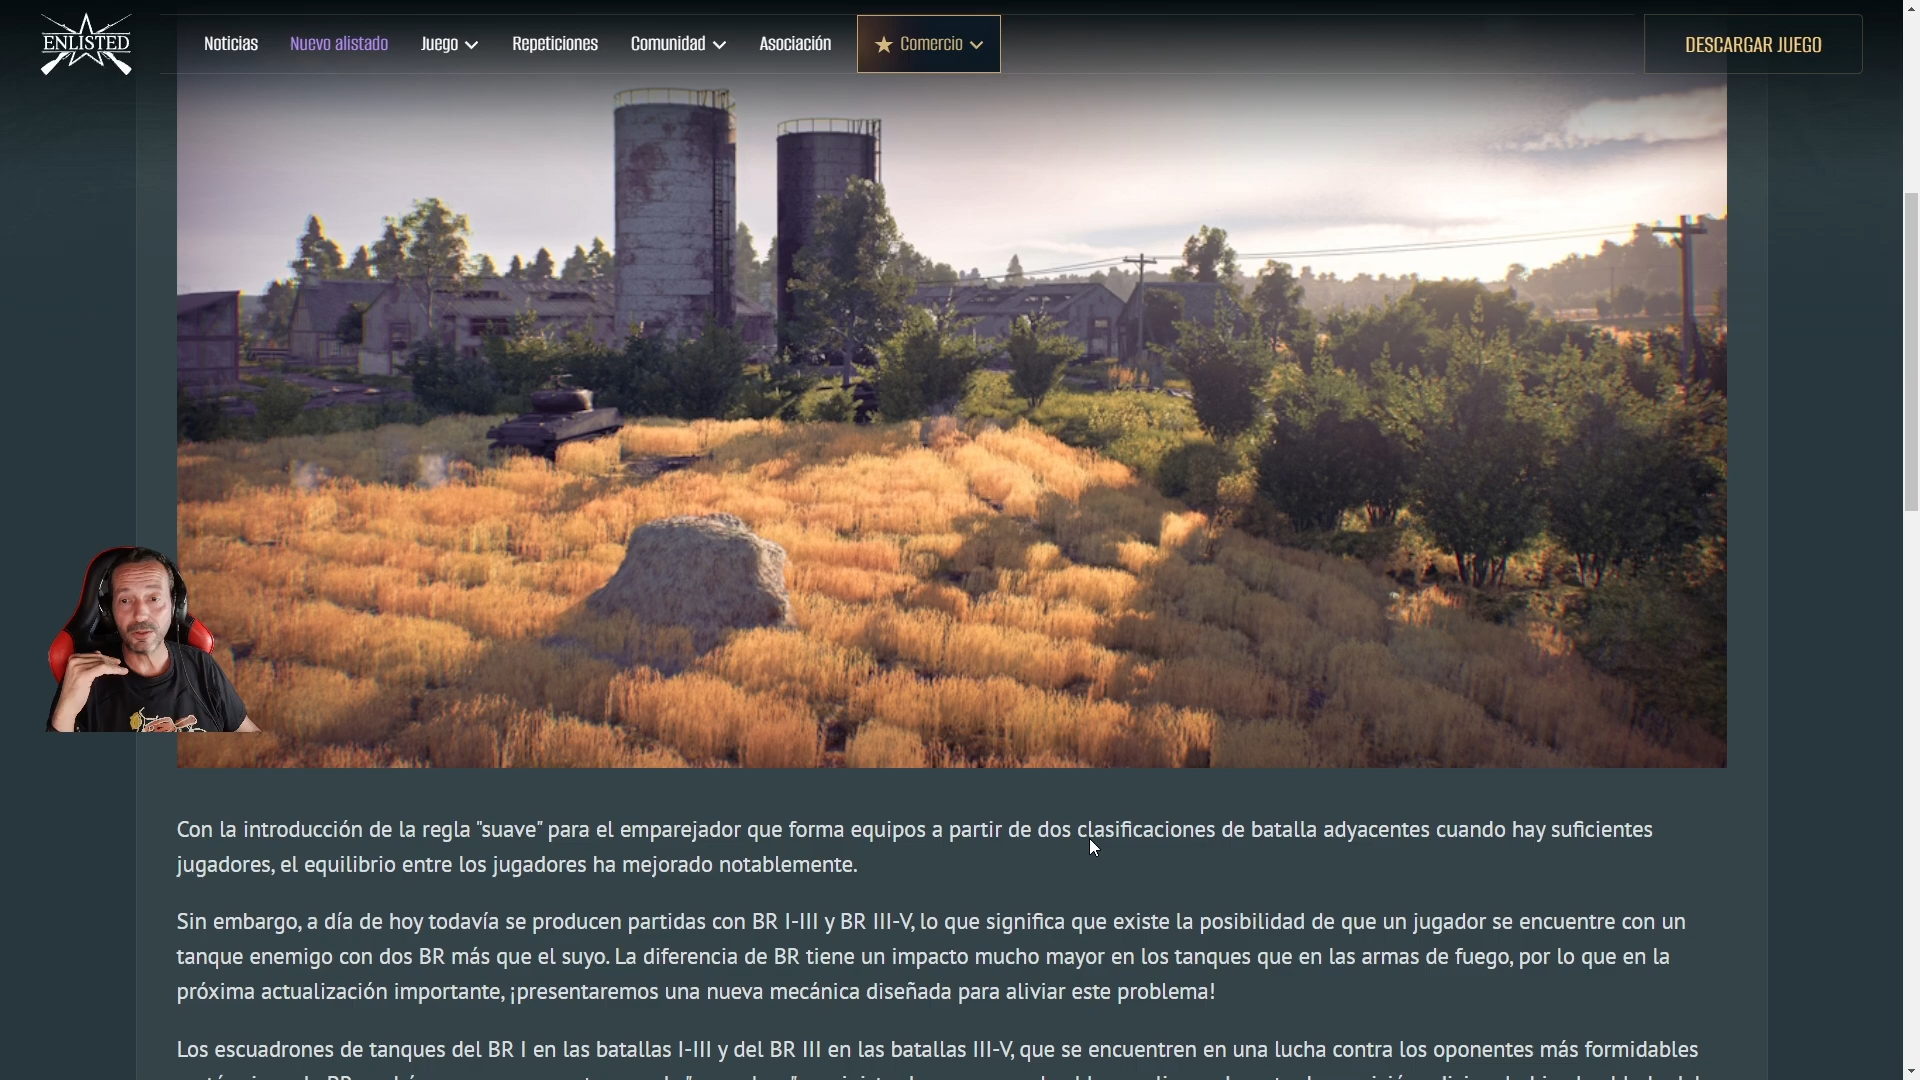 ENLISTED
Noticias Nuevo alistado Juego Repeticiones Comunidad Asociación Comercio DESCARGAR JUEGO
Con la introducción de la regla "suave" para el emparejador que forma equipos a partir de dos clasificaciones de batalla adyacentes cuando hay suficientes
jugadores, el equilibrio entre los jugadores ha mejorado notablemente.
Sin embargo, a día de hoy todavía se producen partidas con BR I-III y BR III-V, lo que significa que existe la posibilidad de que un jugador se encuentre con un
tanque enemigo con dos BR más que el suyo. La diferencia de BR tiene un impacto mucho mayor en los tanques que en las armas de fuego, por lo que en la
próxima actualización importante, ¡presentaremos una nueva mecánica diseñada para aliviar este problema!
Los escuadrones de tanques del BR I en las batallas I-III y del BR III en las batallas III-V, que se encuentren en una lucha contra los oponentes más formidables